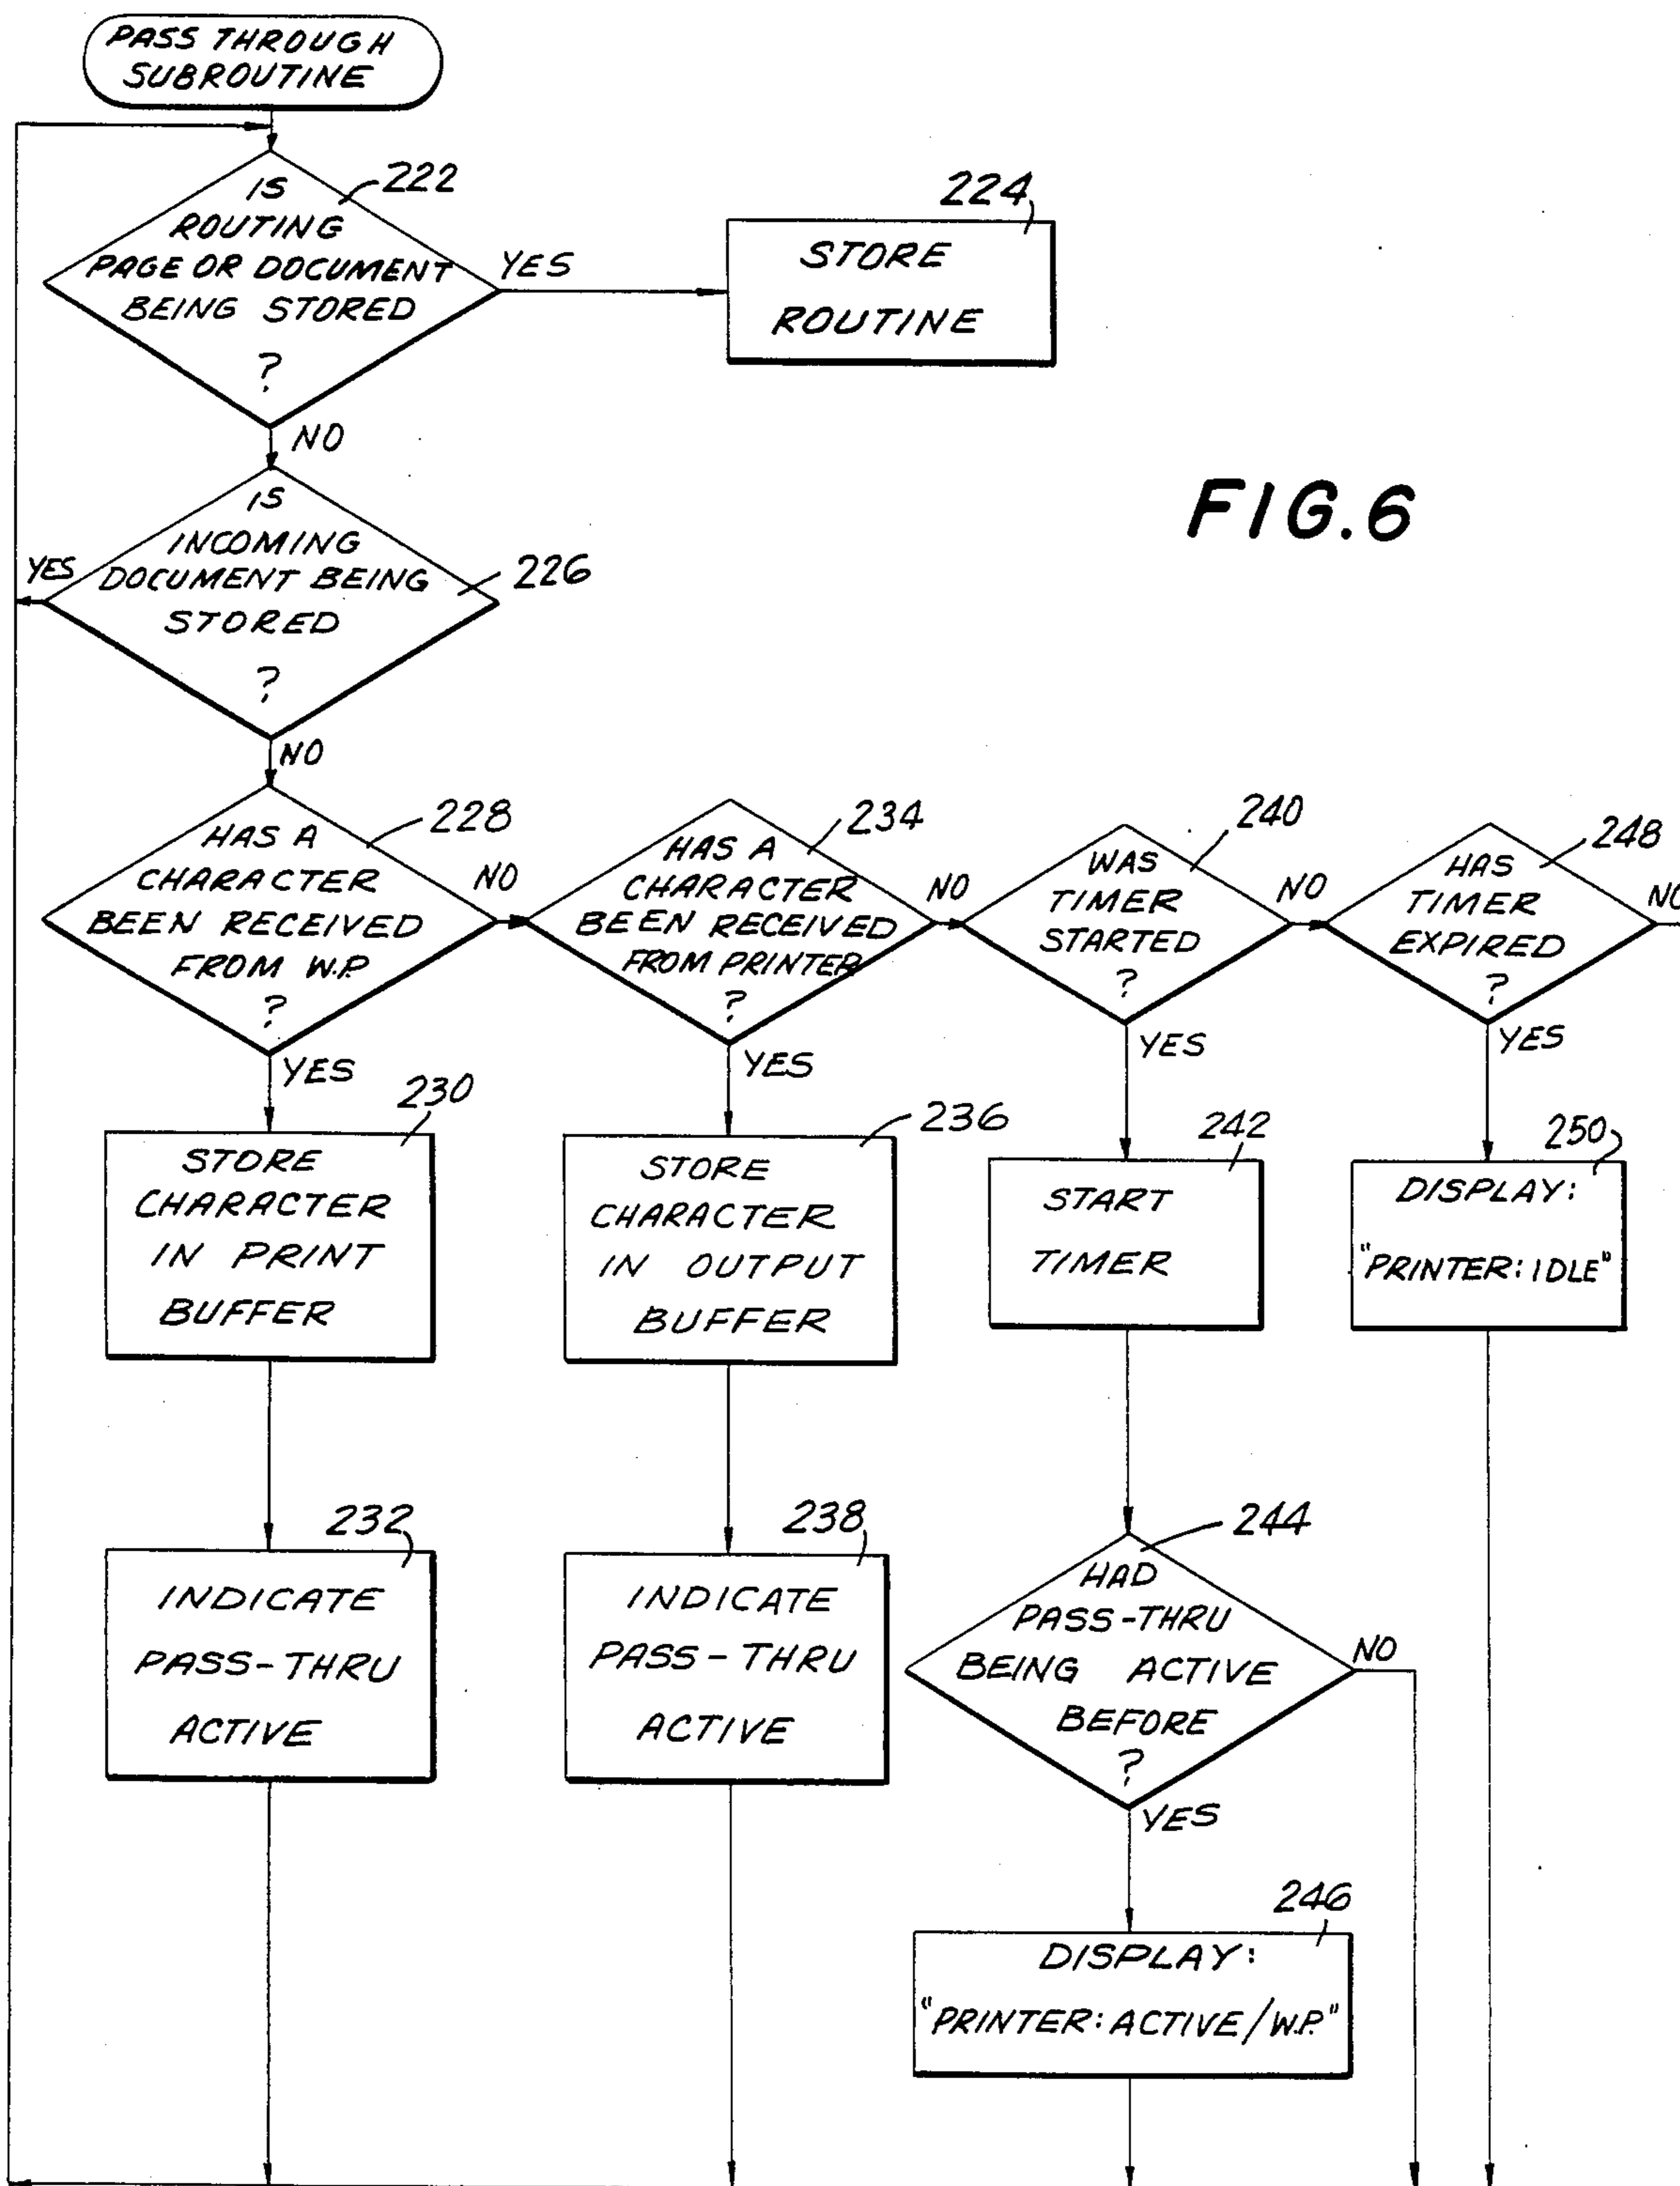 PASS THROUGH
SUBROUTINE
222
IS
ROUTING
PAGE OR DOCUMENT
BEING STORED
?
YES
224
STORE
ROUTINE
NO
FIG.6
IS
INCOMING
DOCUMENT BEING
STORED
?
YES
226
NO
228
HAS A
CHARACTER
BEEN RECEIVED
FROM W.P.
?
NO
234
HAS A
CHARACTER
BEEN RECEIVED
FROM PRINTER
?
NO
240
WAS
TIMER
STARTED
?
NO
248
HAS
TIMER
EXPIRED
?
NO
YES
YES
YES
YES
230
STORE
CHARACTER
IN PRINT
BUFFER
236
STORE
CHARACTER
IN OUTPUT
BUFFER
242
START
TIMER
250
DISPLAY:
"PRINTER: IDLE"
232
INDICATE
PASS-THRU
ACTIVE
238
INDICATE
PASS-THRU
ACTIVE
244
HAD
PASS-THRU
BEING ACTIVE
BEFORE
?
NO
YES
246
DISPLAY:
"PRINTER: ACTIVE/W.P."